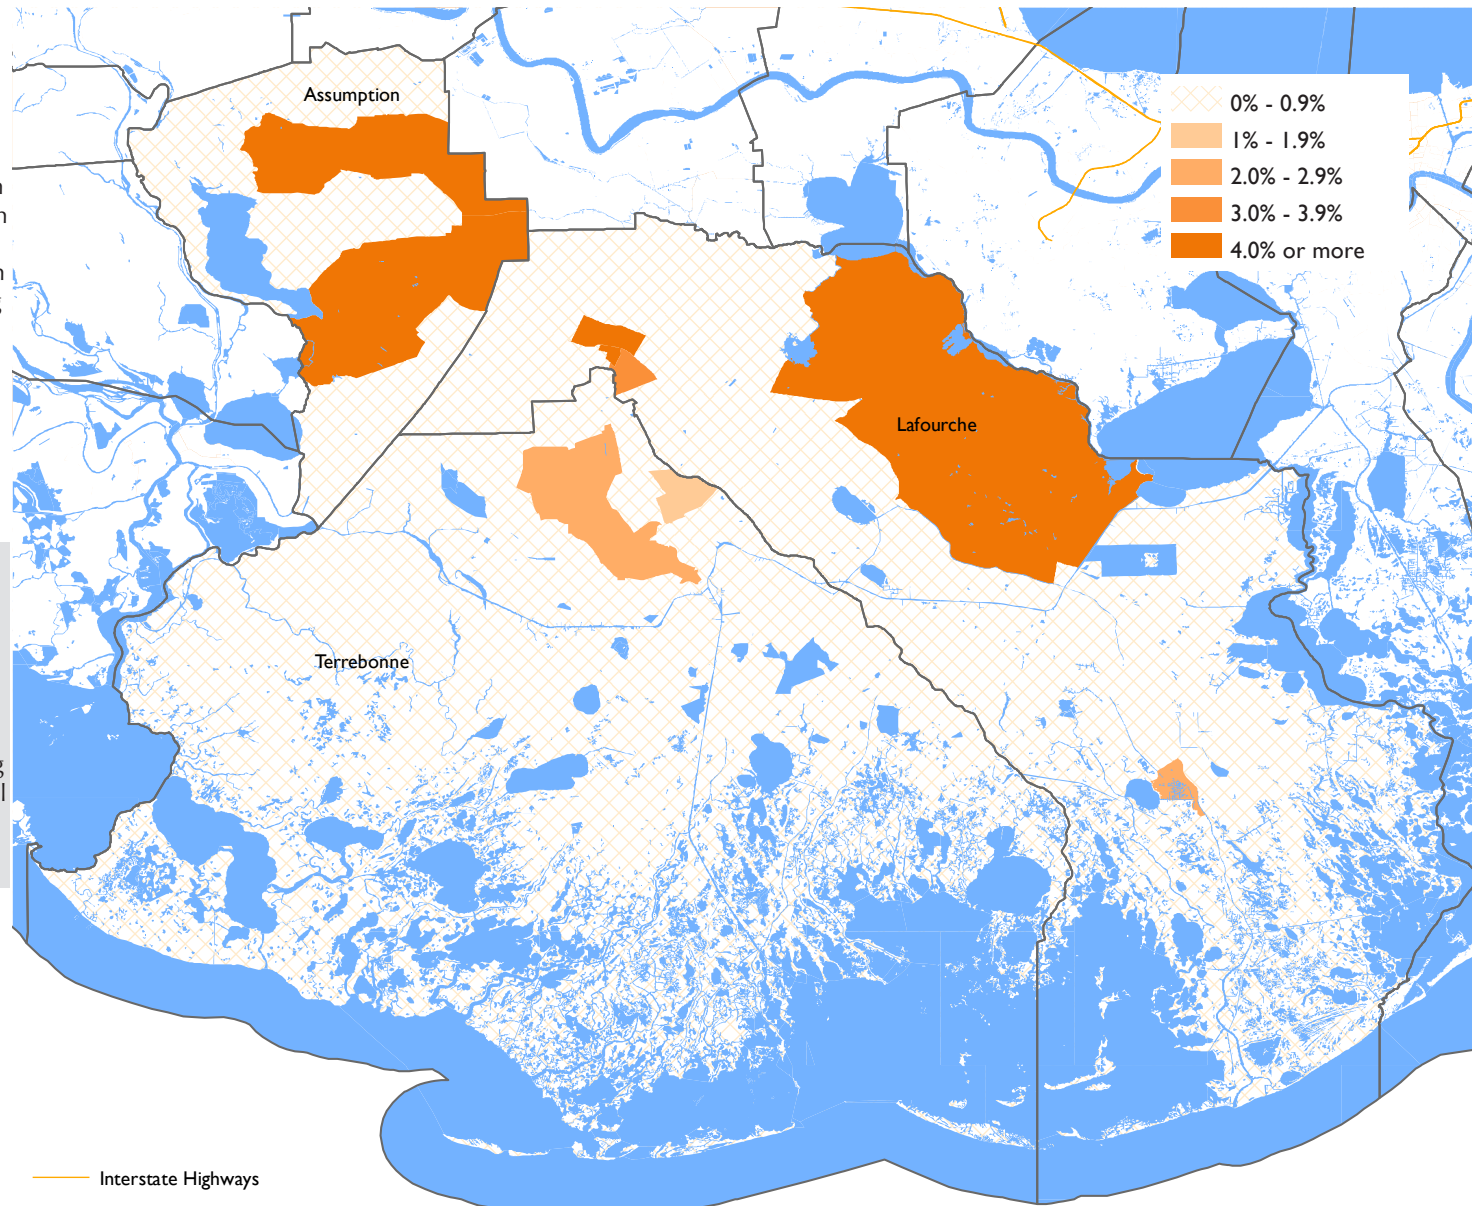 Assumption
0% - 0.9%
1% - 1.9%
2.0% - 2.9%
3.0% - 3.9%
4.0% or more
Lafourche
Terrebonne
Interstate Highways